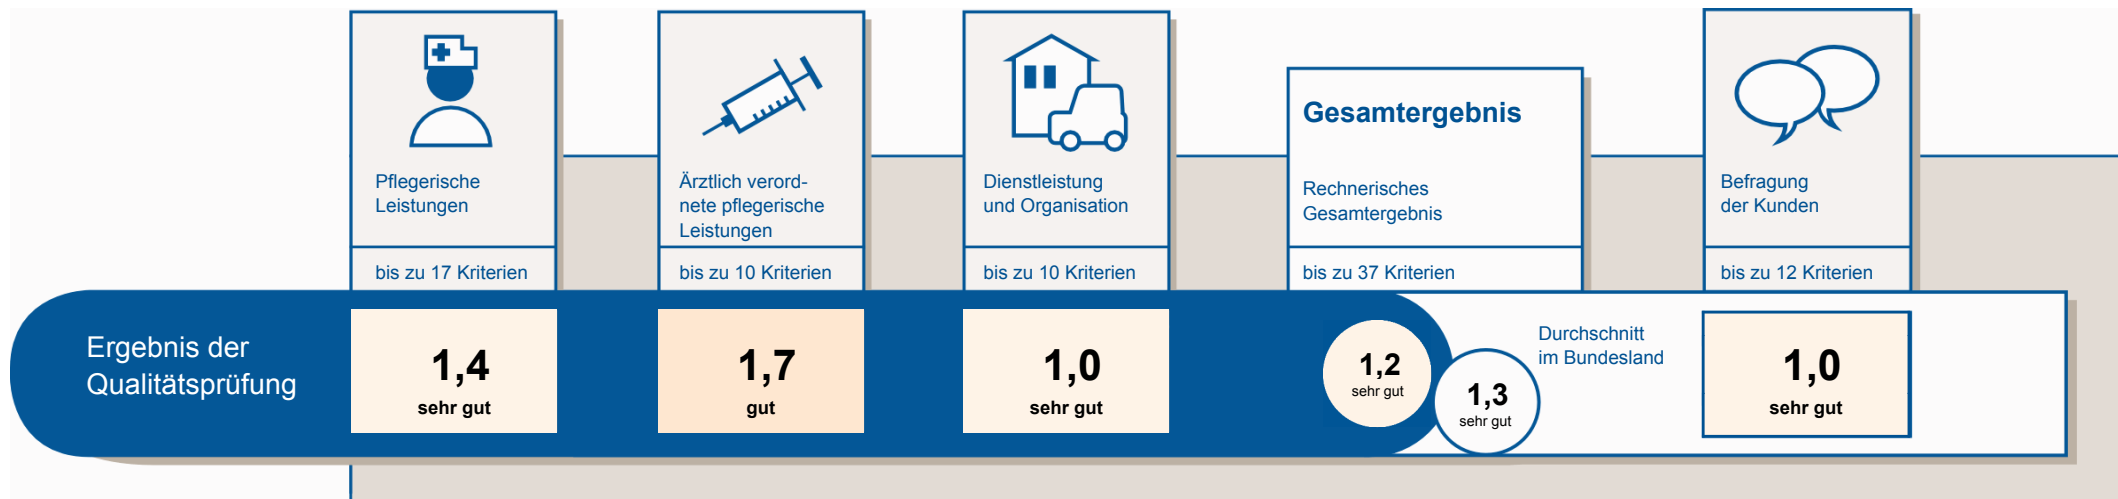 Pflegerische
Leistungen
bis zu 17 Kriterien
Ärztlich verord-
nete pflegerische
Leistungen
bis zu 10 Kriterien
Dienstleistung
und Organisation
bis zu 10 Kriterien
Gesamtergebnis
Rechnerisches
Gesamtergebnis
bis zu 37 Kriterien
Befragung
der Kunden
bis zu 12 Kriterien
Ergebnis der
Qualitätsprüfung
1,4
sehr gut
1,7
gut
1,0
sehr gut
1,2
sehr gut
1,3
sehr gut
Durchschnitt
im Bundesland
1,0
sehr gut